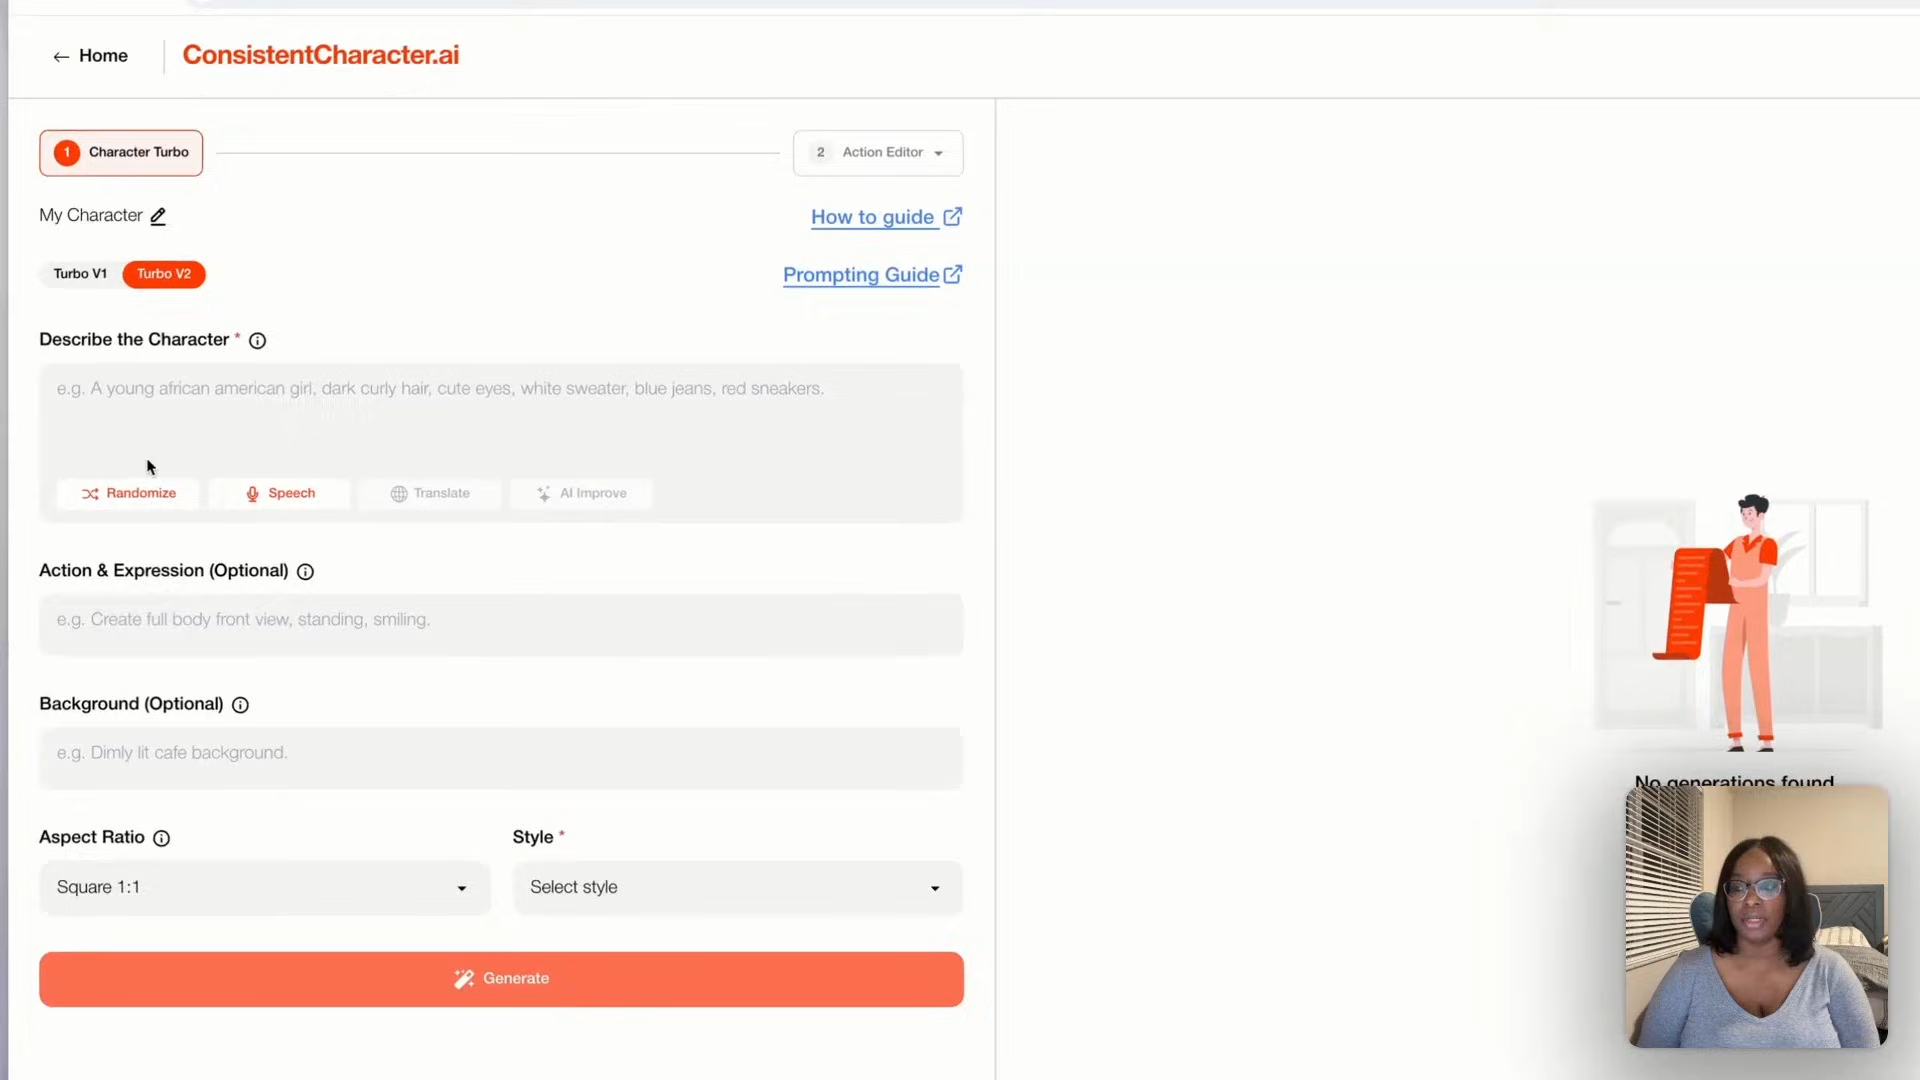 ← Home
ConsistentCharacter.ai
1 Character Turbo
2 Action Editor
My Character
How to guide
Turbo V1
Turbo V2
Prompting Guide
Describe the Character *
e.g. A young african american girl, dark curly hair, cute eyes, white sweater, blue jeans, red sneakers.
Randomize
Speech
Translate
AI Improve
Action & Expression (Optional)
e.g. Create full body front view, standing, smiling.
Background (Optional)
e.g. Dimly lit cafe background.
Aspect Ratio
Style *
Square 1:1
Select style
Generate
No generations found